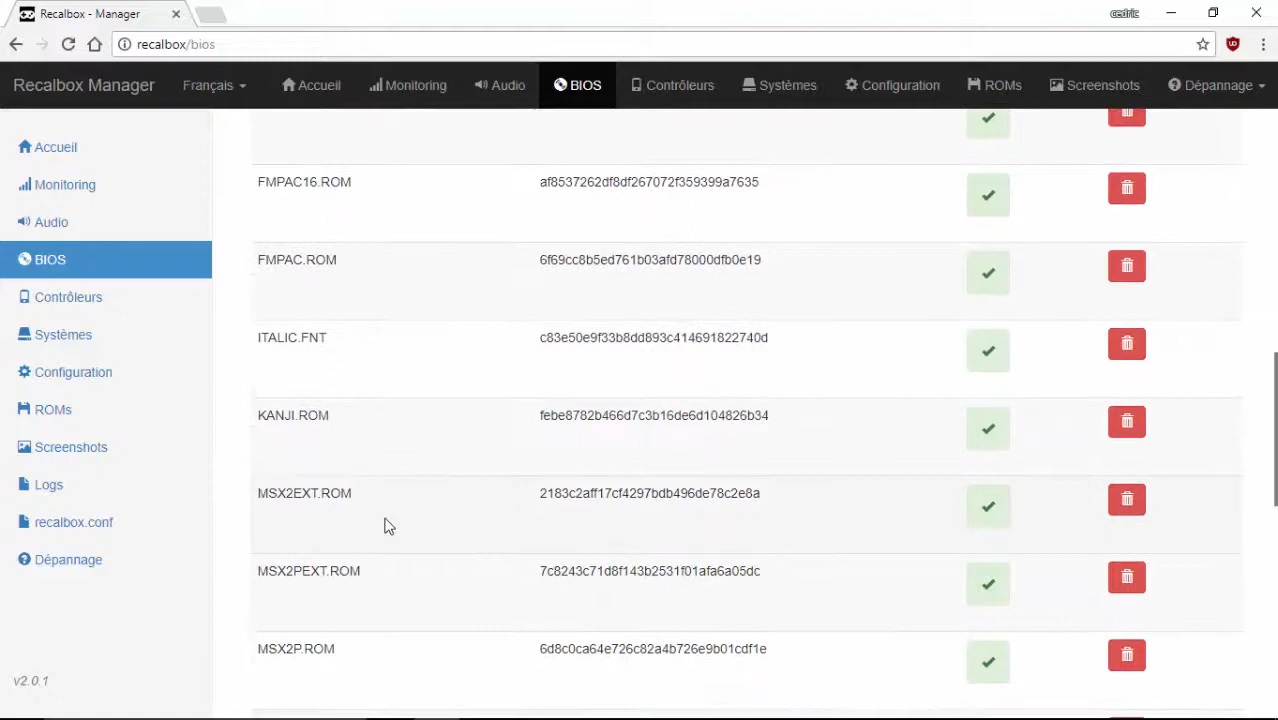 Recalbox - Manager
cedric
recalbox/bios
Recalbox Manager Français Accueil Monitoring Audio BIOS Contrôleurs Systèmes Configuration ROMs Screenshots Dépannage
Accueil
Monitoring
Audio
BIOS
Contrôleurs
Systèmes
Configuration
ROMs
Screenshots
Logs
recalbox.conf
Dépannage
v2.0.1
FMPAC16.ROM af8537262df8df267072f359399a7635
FMPAC.ROM 6f69cc8b5ed761b03afd78000dfb0e19
ITALIC.FNT c83e50e9f33b8dd893c414691822740d
KANJI.ROM febe8782b466d7c3b16de6d104826b34
MSX2EXT.ROM 2183c2aff17cf4297bdb496de78c2e8a
MSX2PEXT.ROM 7c8243c71d8f143b2531f01afa6a05dc
MSX2P.ROM 6d8c0ca64e726c82a4b726e9b01cdf1e